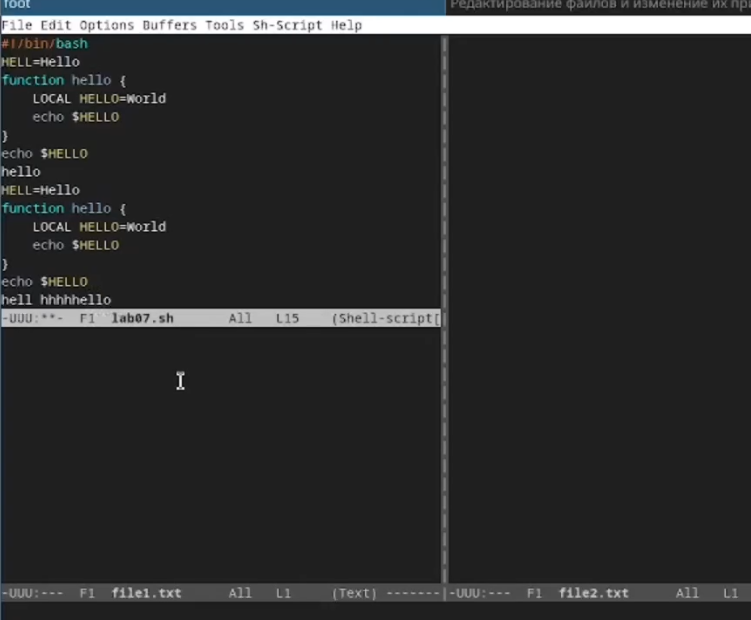 foot
Редактирование файлов и изменение их пр
File Edit Options Buffers Tools Sh-Script Help
#!/bin/bash
HELL=Hello
function hello {
    LOCAL HELLO=World
    echo $HELLO
}
echo $HELLO
hello
HELL=Hello
function hello {
    LOCAL HELLO=World
    echo $HELLO
}
echo $HELLO
hell hhhhhello
-UUU:**-  F1  lab07.sh       All   L15    (Shell-script[
-UUU:---  F1  file1.txt      All   L1     (Text) -------
-UUU:---  F1  file2.txt      All   L1